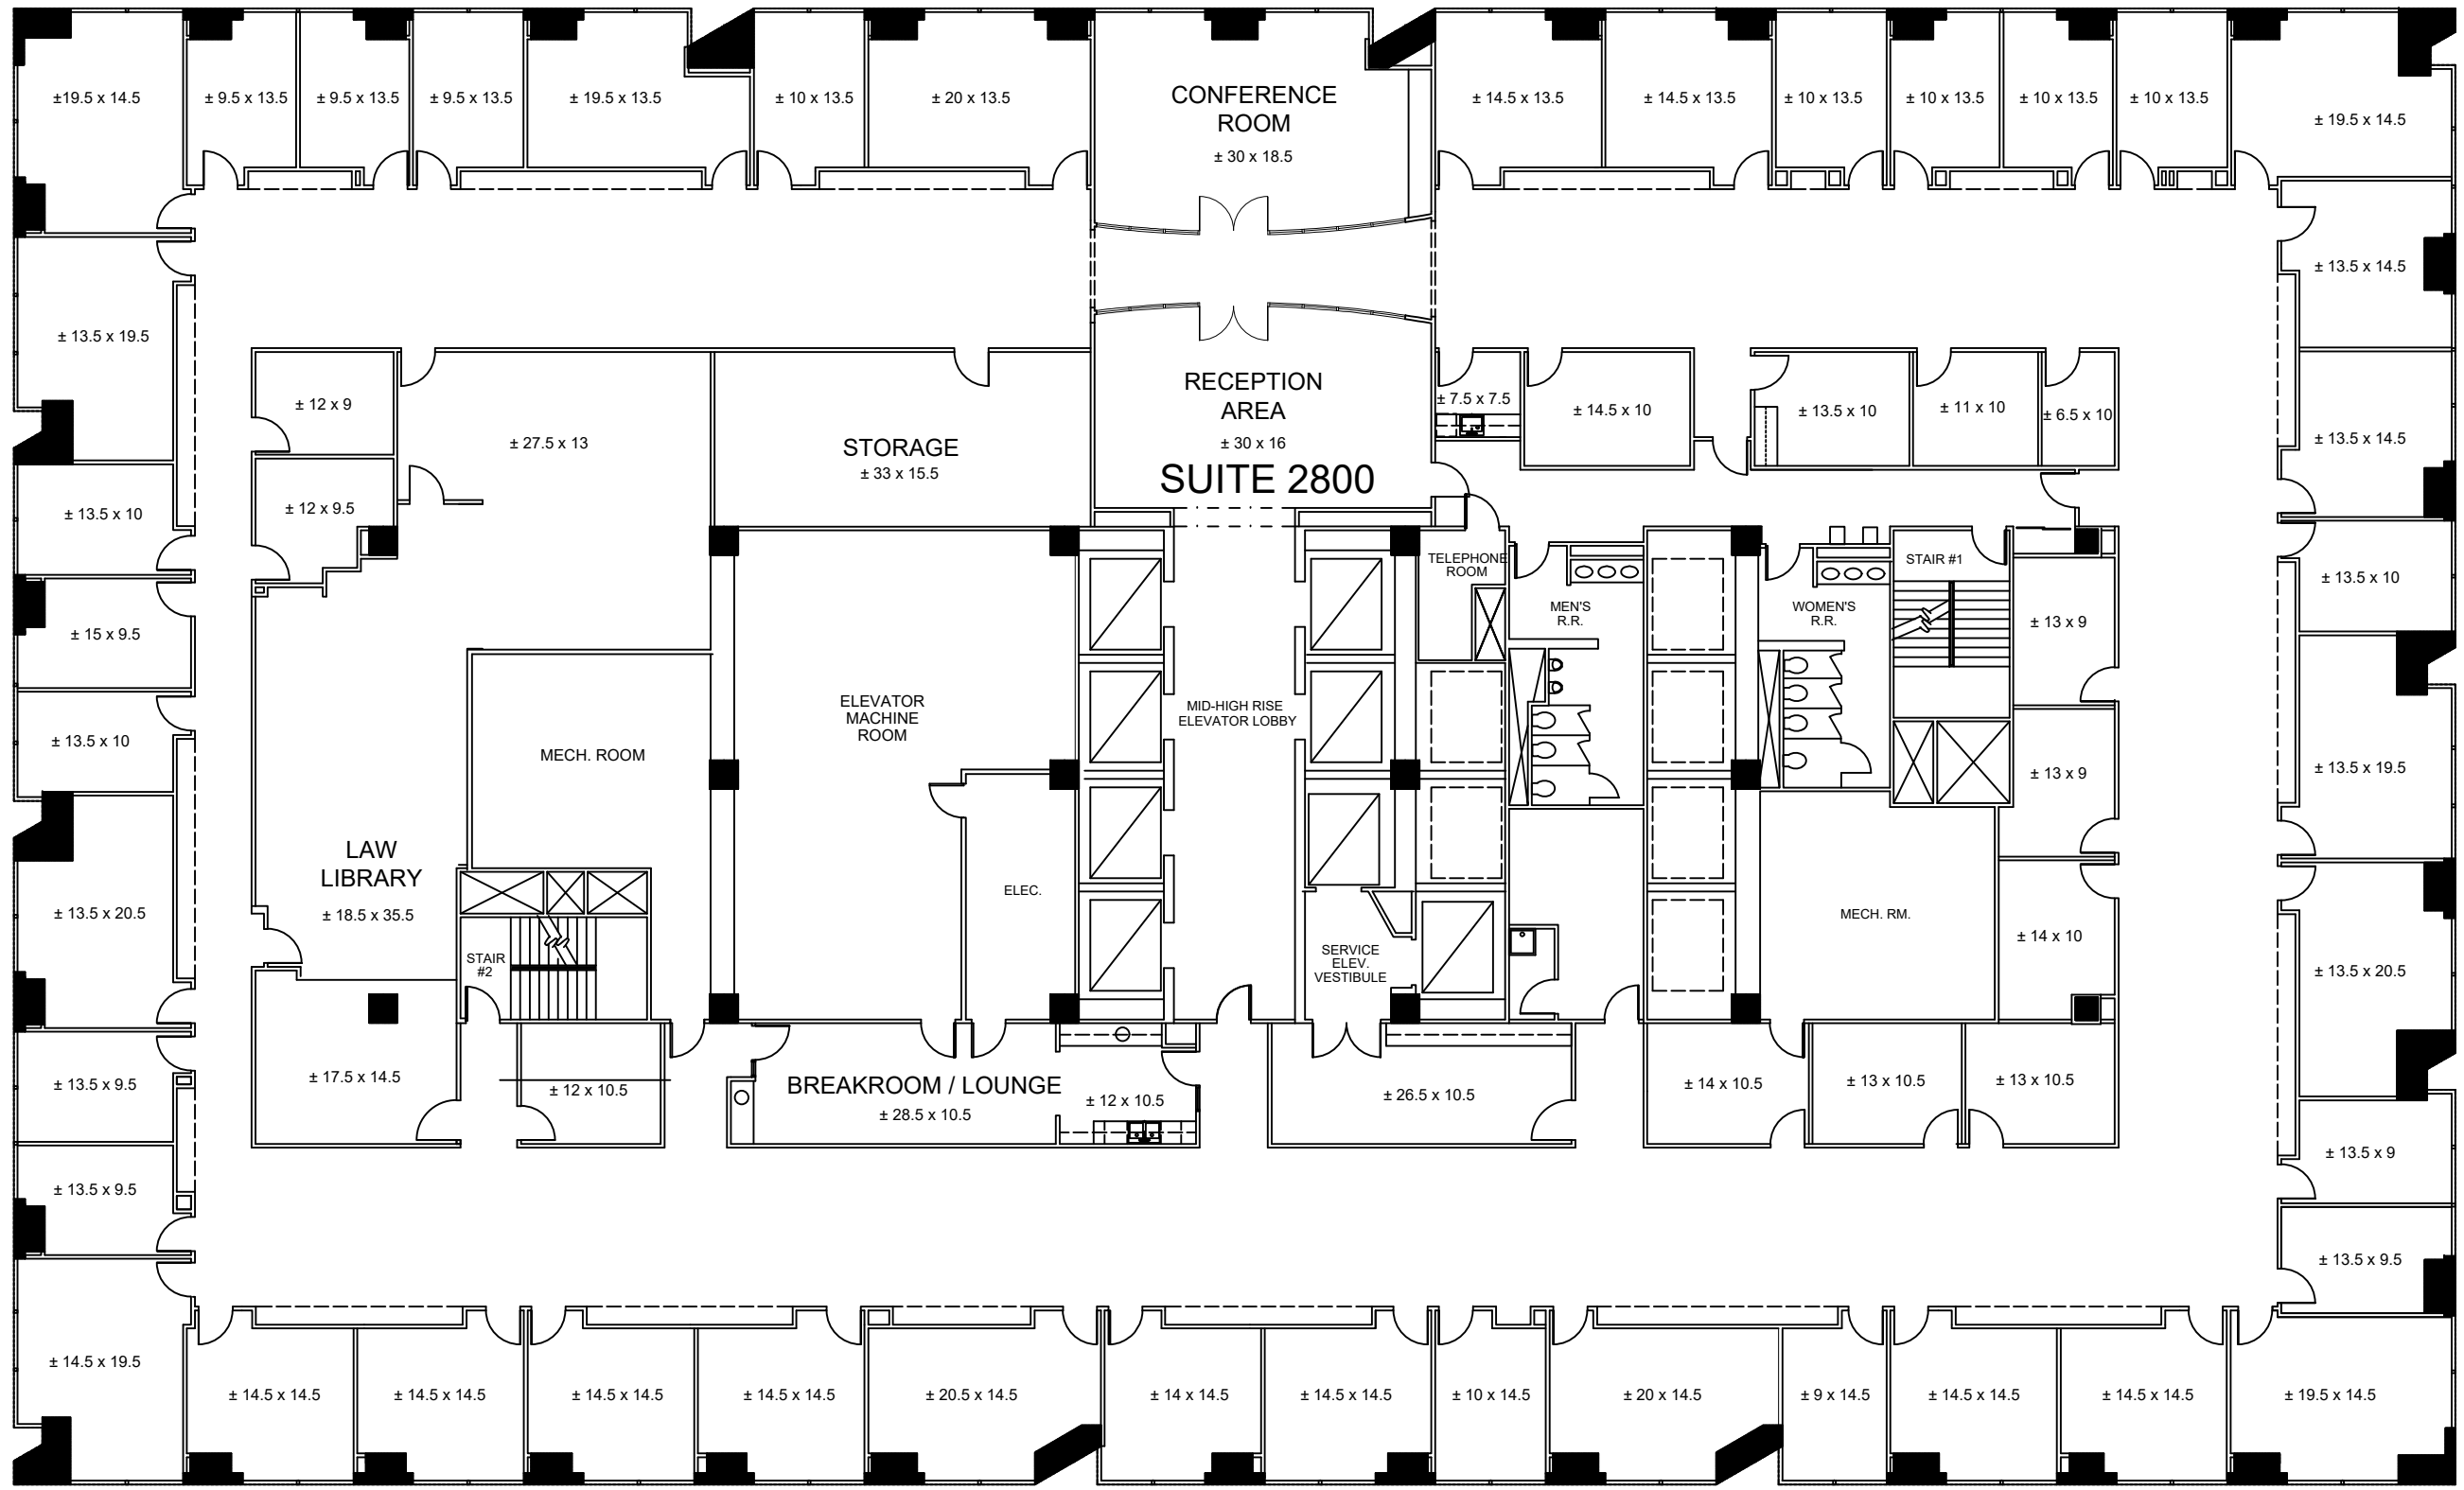 ±19.5 x 14.5
± 9.5 x 13.5
± 9.5 x 13.5
± 9.5 x 13.5
± 19.5 x 13.5
± 10 x 13.5
± 20 x 13.5
CONFERENCE
ROOM
± 30 x 18.5
± 14.5 x 13.5
± 14.5 x 13.5
± 10 x 13.5
± 10 x 13.5
± 10 x 13.5
± 10 x 13.5
± 19.5 x 14.5
± 13.5 x 14.5
± 13.5 x 19.5
± 12 x 9
± 27.5 x 13
STORAGE
± 33 x 15.5
RECEPTION
AREA
± 30 x 16
SUITE 2800
± 7.5 x 7.5
± 14.5 x 10
± 13.5 x 10
± 11 x 10
± 6.5 x 10
± 13.5 x 14.5
± 13.5 x 10
± 12 x 9.5
TELEPHONE
ROOM
MEN'S
R.R.
WOMEN'S
R.R.
STAIR #1
± 13 x 9
± 13.5 x 10
± 15 x 9.5
± 13.5 x 10
MECH. ROOM
ELEVATOR
MACHINE
ROOM
MID-HIGH RISE
ELEVATOR LOBBY
± 13 x 9
± 13.5 x 19.5
LAW
LIBRARY
± 18.5 x 35.5
± 13.5 x 20.5
ELEC.
STAIR
#2
SERVICE
ELEV.
VESTIBULE
MECH. RM.
± 14 x 10
± 13.5 x 20.5
± 13.5 x 9.5
± 17.5 x 14.5
± 12 x 10.5
BREAKROOM / LOUNGE
± 28.5 x 10.5
± 12 x 10.5
± 26.5 x 10.5
± 14 x 10.5
± 13 x 10.5
± 13 x 10.5
± 13.5 x 9
± 13.5 x 9.5
± 13.5 x 9.5
± 14.5 x 19.5
± 14.5 x 14.5
± 14.5 x 14.5
± 14.5 x 14.5
± 14.5 x 14.5
± 20.5 x 14.5
± 14 x 14.5
± 14.5 x 14.5
± 10 x 14.5
± 20 x 14.5
± 9 x 14.5
± 14.5 x 14.5
± 14.5 x 14.5
± 19.5 x 14.5